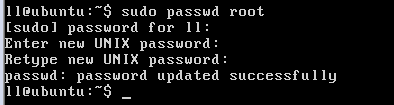 ll@ubuntu:~$ sudo passwd root
[sudo] password for ll:
Enter new UNIX password:
Retype new UNIX password:
passwd: password updated successfully
ll@ubuntu:~$ _